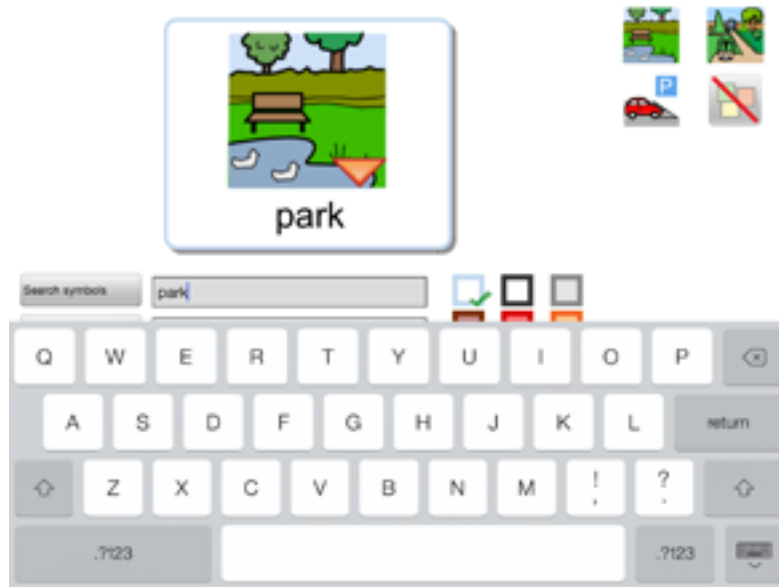 P
park
Search symbols
park
Q W E R T Y U I O P
A S D F G H J K L return
Z X C V B N M ! , ? .
.?123 .?123